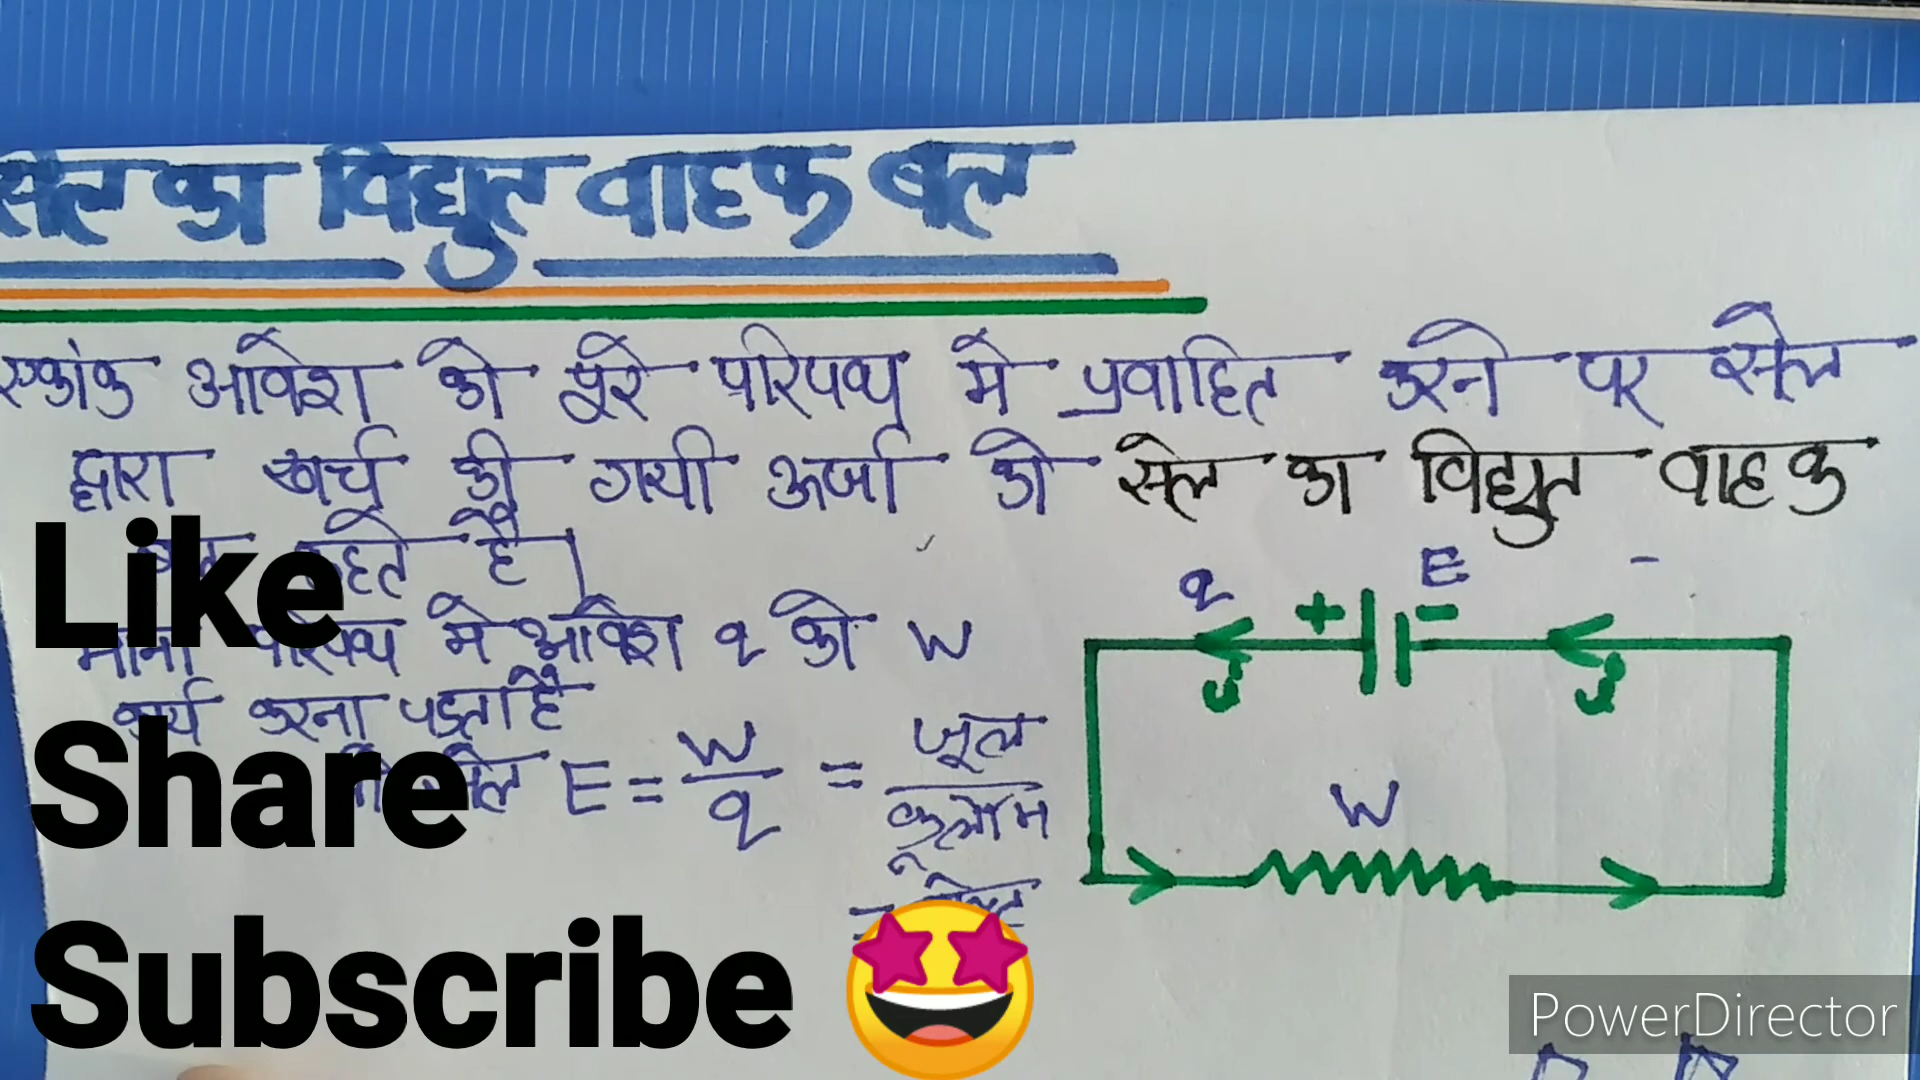 सेल का विद्युत वाहक बल
एकांक आवेश को पूरे परिपथ मे प्रवाहित करने पर सेल
द्वारा खर्च की गयी ऊर्जा को सेल का विद्युत वाहक
कहते है।
माना परिपथ मे आवेश q को W
कार्य करना पड़ता है
E = W/q = जूल/कूलॉम
= वोल्ट
q + - E
i i
W
Like
Share
Subscribe
PowerDirector